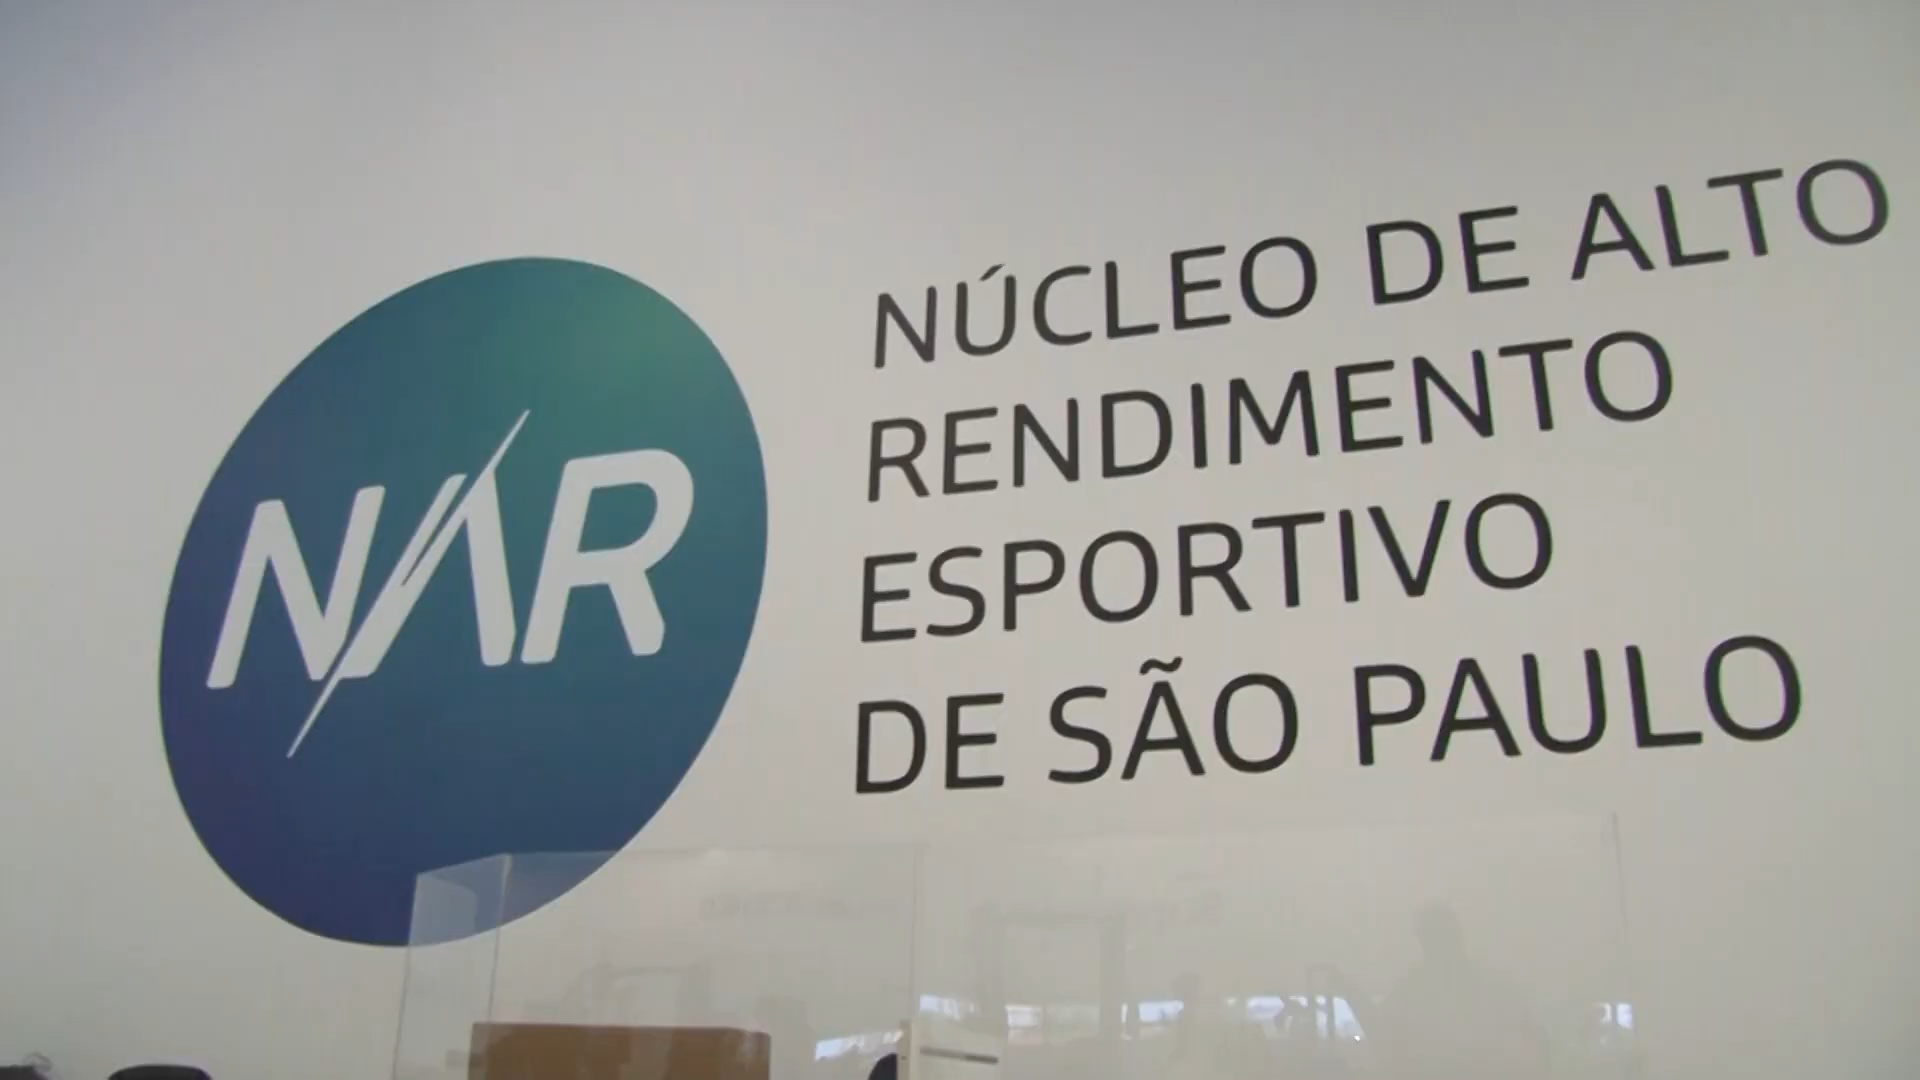 NAR
NÚCLEO DE ALTO
RENDIMENTO
ESPORTIVO
DE SÃO PAULO